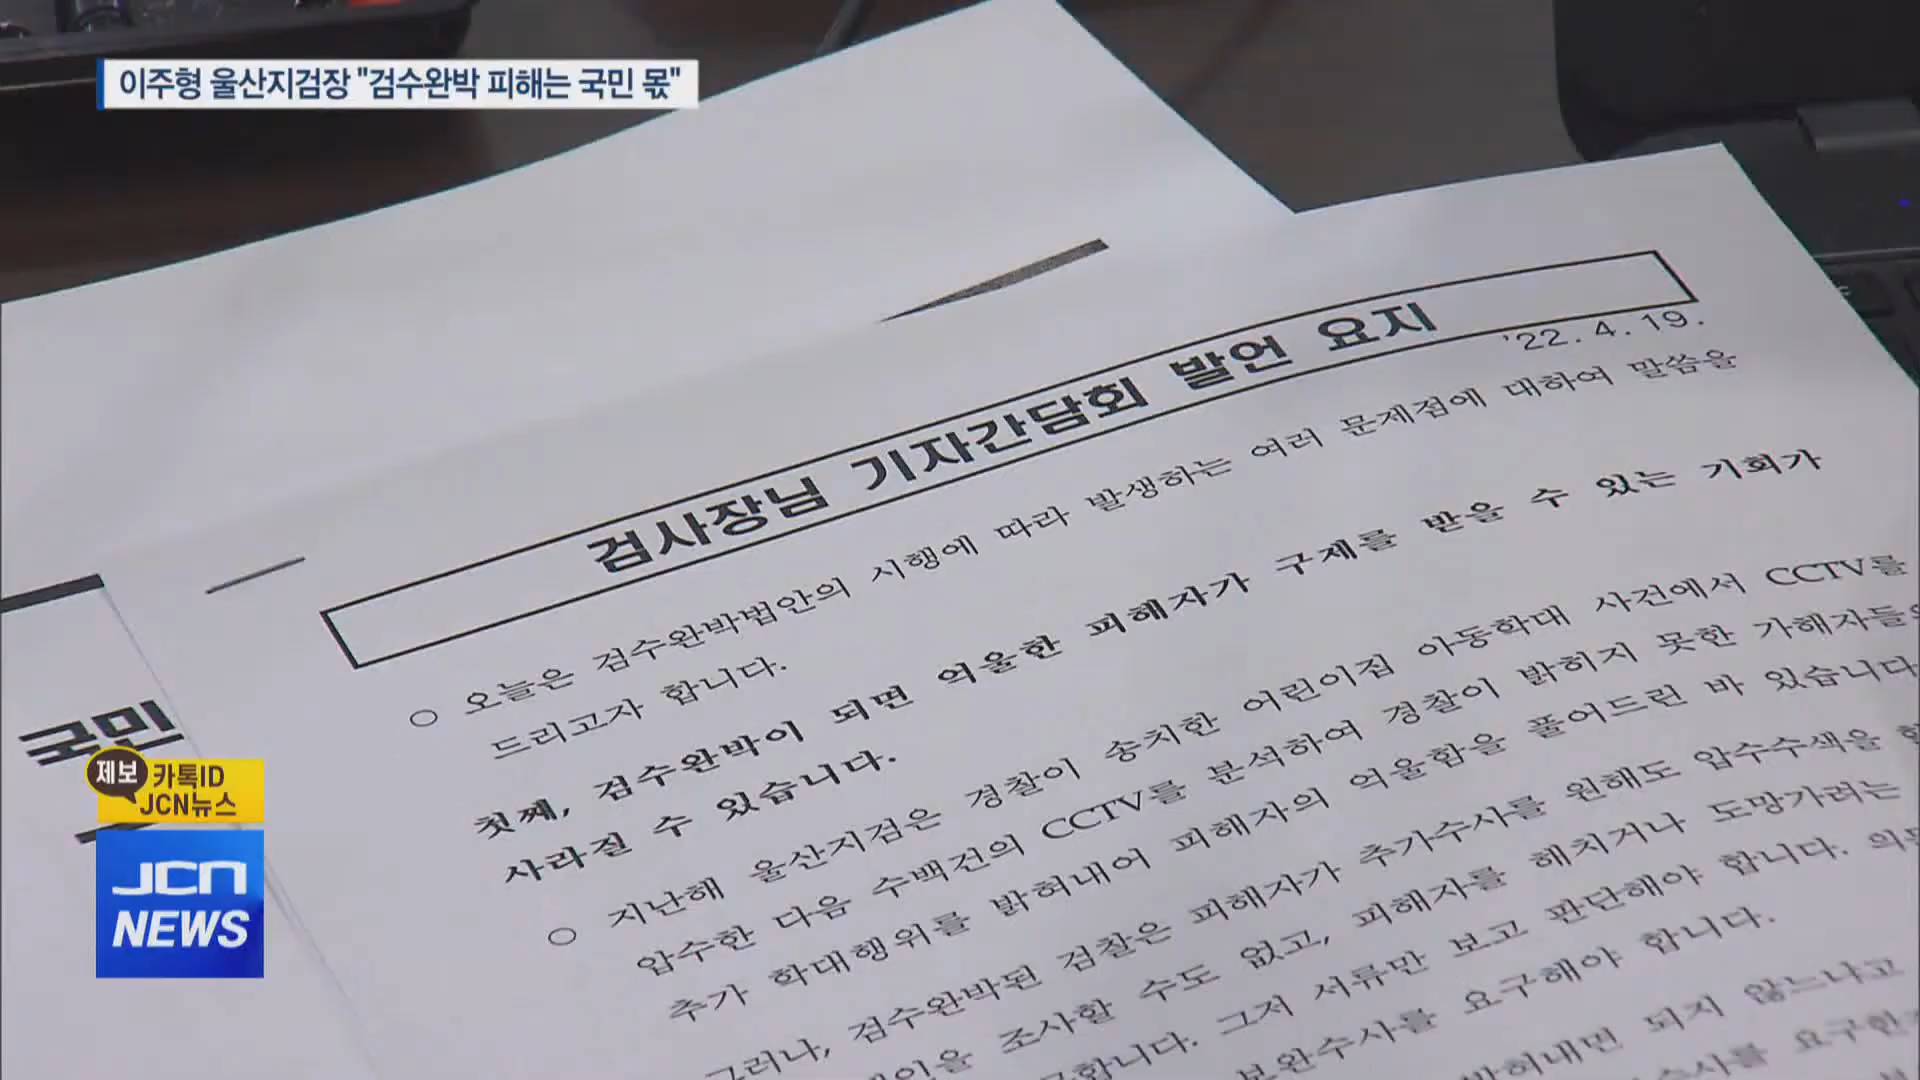 이주형 울산지검장 "검수완박 피해는 국민 몫"
검사장님 기자간담회 발언 요지
'22. 4. 19.
○ 오늘은 검수완박법안의 시행에 따라 발생하는 여러 문제점에 대하여 말씀을
드리고자 합니다.
첫째, 검수완박이 되면 억울한 피해자가 구제를 받을 수 있는 기회가
사라질 수 있습니다.
○ 지난해 울산지검은 경찰이 송치한 어린이집 아동학대 사건에서 CCTV를
압수한 다음 수백건의 CCTV를 분석하여 경찰이 밝히지 못한 가해자들의
추가 학대행위를 밝혀내어 피해자의 억울함을 풀어드린 바 있습니다.
그러나, 검수완박된 검찰은 피해자가 추가수사를 원해도 압수수색을
조사할 수도 없고, 피해자를 해치거나 도망가려는
그저 서류만 보고 판단해야 합니다.
보완수사를 요구해야 합니다.
밝혀내면 되지 않느냐고
국민
제보 카톡ID
JCN뉴스
JCN
NEWS